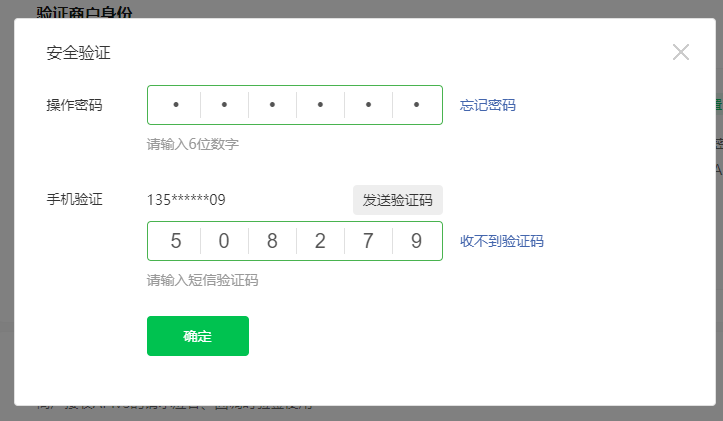 验证商户身份
安全验证
操作密码
忘记密码
请输入6位数字
手机验证 135******09 发送验证码
5 0 8 2 7 9 收不到验证码
请输入短信验证码
确定